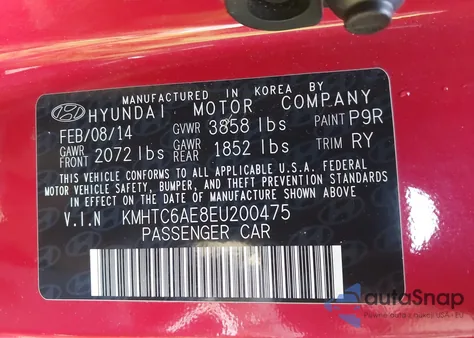 MANUFACTURED IN KOREA BY
HYUNDAI MOTOR COMPANY
FEB/08/14 GVWR 3858 lbs PAINT P9R
GAWR FRONT 2072 lbs GAWR REAR 1852 lbs TRIM RY
THIS VEHICLE CONFORMS TO ALL APPLICABLE U.S.A. FEDERAL
MOTOR VEHICLE SAFETY, BUMPER, AND THEFT PREVENTION STANDARDS
IN EFFECT ON THE DATE OF MANUFACTURE SHOWN ABOVE
V.I.N KMHTC6AE8EU200475
PASSENGER CAR
autoSnap